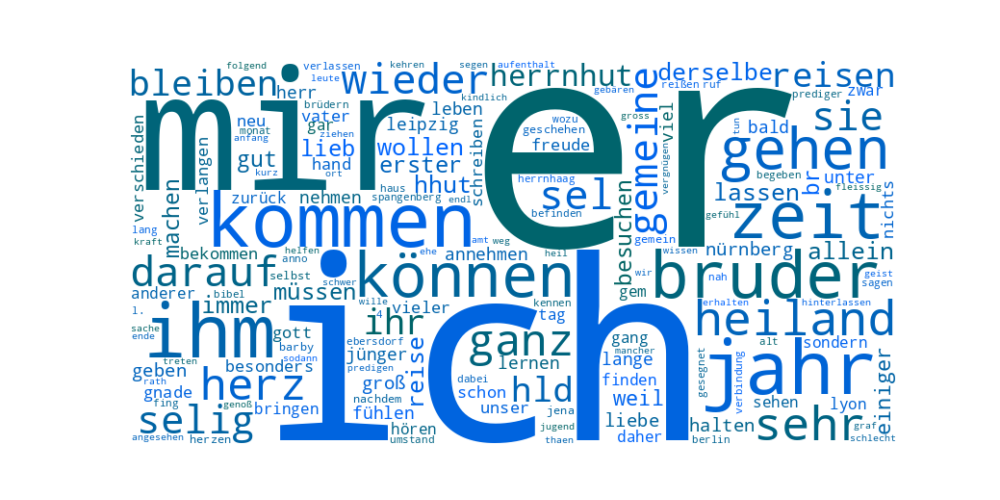 folgend verlassen kehren segen aufenthalt
bleiben herr leute wieder herrnhut derselbe reisen
mir er gemeine reißen ruf prediger zwar
brüdern kindlich gebären
neu vater leben wozu gross sie
monat gar leipzig geschehen viel tun bald
anfang ziehen lieb wollen freude gehen
verschieden gut hand erster schreiben vergnügen
kurz ort hhut herrnhaag begeben br unter
verlangen haus sel lassen fleissig
machen zurück nehmen spangenberg endl befinden besuchen gefühl zeit nichts
lang kommen amt weg
kraft ehe gemein wissen nürnberg allein
bekommen helfen annehmen heil
darauf anno können wir bruder geist
selbst nah sagen
anderer bibel müssen schwer gem
immer wille vieler kennen erhalten hinterlassen
1. 4 tag heiland
sache ihm ihr ich
ende gott ebersdorf ganz gang sondern
barby jünger mancher alt
treten sodann predigen lernen lange jahr
geben besonders reise finden gesegnet verbindung einiger
rath herz groß dabei schon hld weil sehen
gnade nachdem lyon
fing genoß bringen fühlen unser jena liebe halten graf
selig hören jugend daher sehr
angesehen herzen umstand thaen berlin schlecht